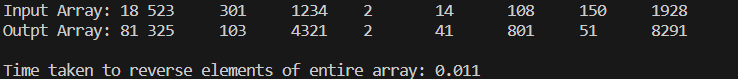 Input Array: 18 523 301 1234 2 14 108 150 1928
Outpt Array: 81 325 103 4321 2 41 801 51 8291
Time taken to reverse elements of entire array: 0.011